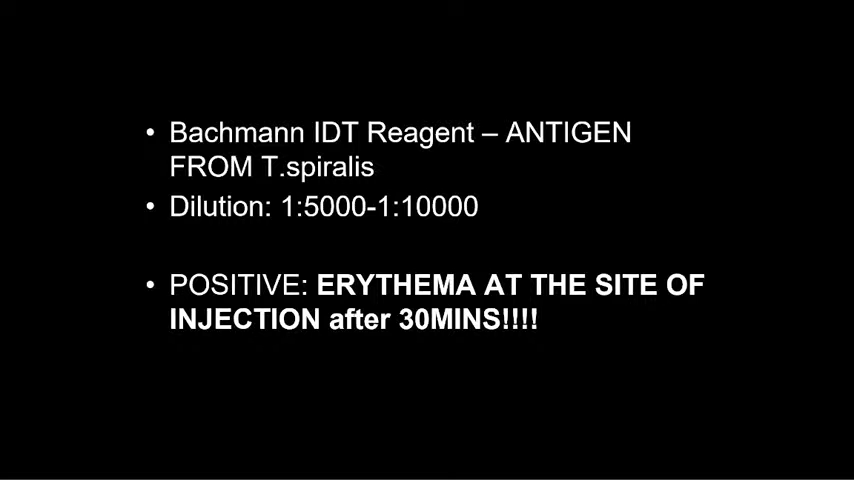 • Bachmann IDT Reagent – ANTIGEN
FROM T.spiralis
• Dilution: 1:5000-1:10000
• POSITIVE: ERYTHEMA AT THE SITE OF
INJECTION after 30MINS!!!!